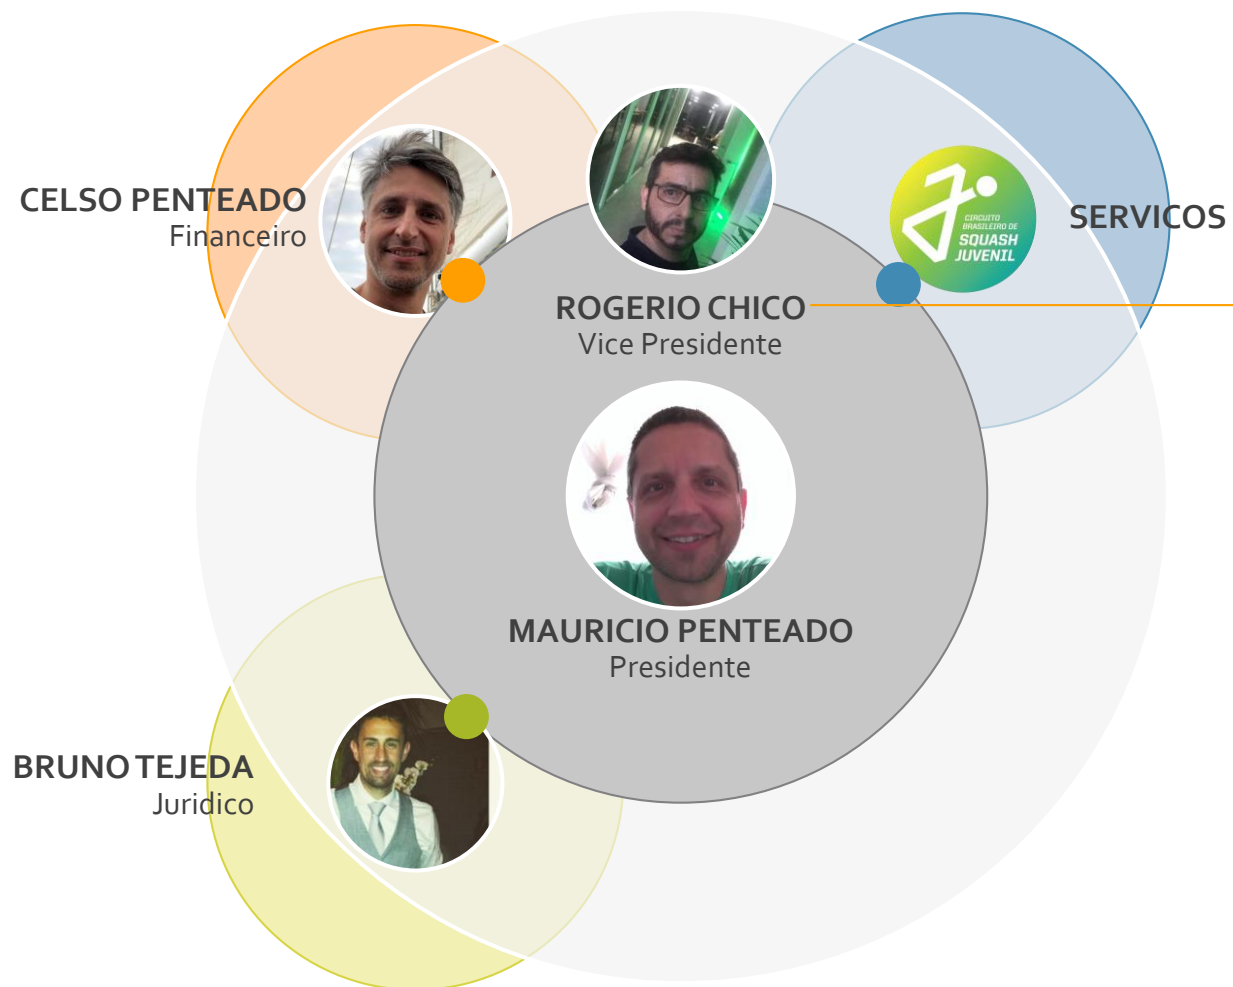 CELSO PENTEADO
Financeiro
CIRCUITO
BRASILEIRO DE
SQUASH
JUVENIL
SERVICOS
ROGERIO CHICO
Vice Presidente
MAURICIO PENTEADO
Presidente
BRUNO TEJEDA
Juridico